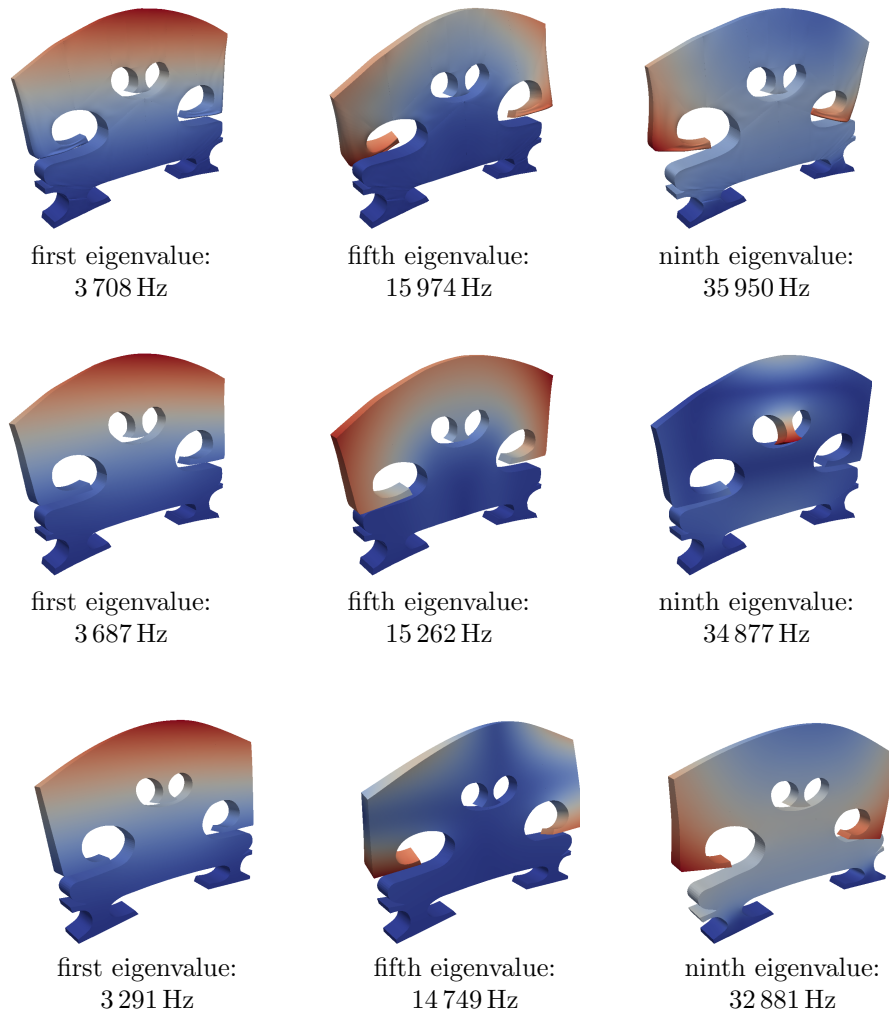 first eigenvalue:
3 708 Hz
fifth eigenvalue:
15 974 Hz
ninth eigenvalue:
35 950 Hz
first eigenvalue:
3 687 Hz
fifth eigenvalue:
15 262 Hz
ninth eigenvalue:
34 877 Hz
first eigenvalue:
3 291 Hz
fifth eigenvalue:
14 749 Hz
ninth eigenvalue:
32 881 Hz